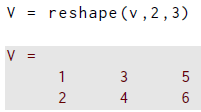 V = reshape(v,2,3)
V =
1 3 5
2 4 6